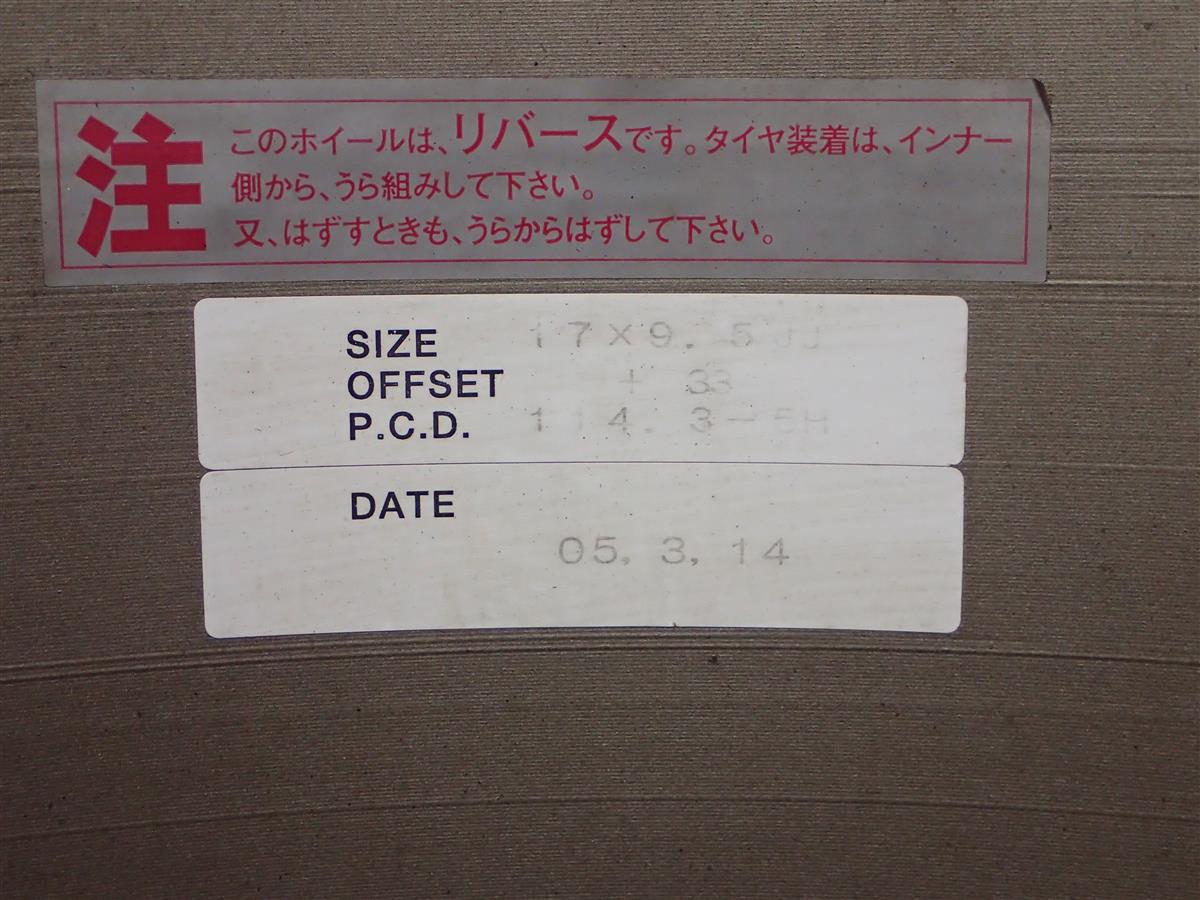 注
このホイールは、リバースです。タイヤ装着は、インナー
側から、うら組みして下さい。
又、はずすときも、うらからはずして下さい。
SIZE 17×9.5JJ
OFFSET + 33
P.C.D. 114.3-5H
DATE
05, 3, 14